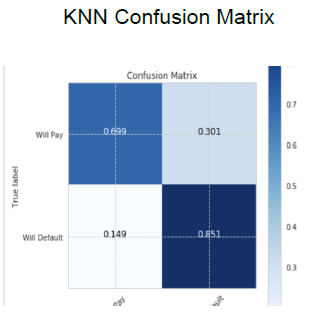 KNN Confusion Matrix
Confusion Matrix
Will Pay
0.699
0.301
0.7
0.6
True label
0.5
0.4
Will Default
0.149
0.851
0.3